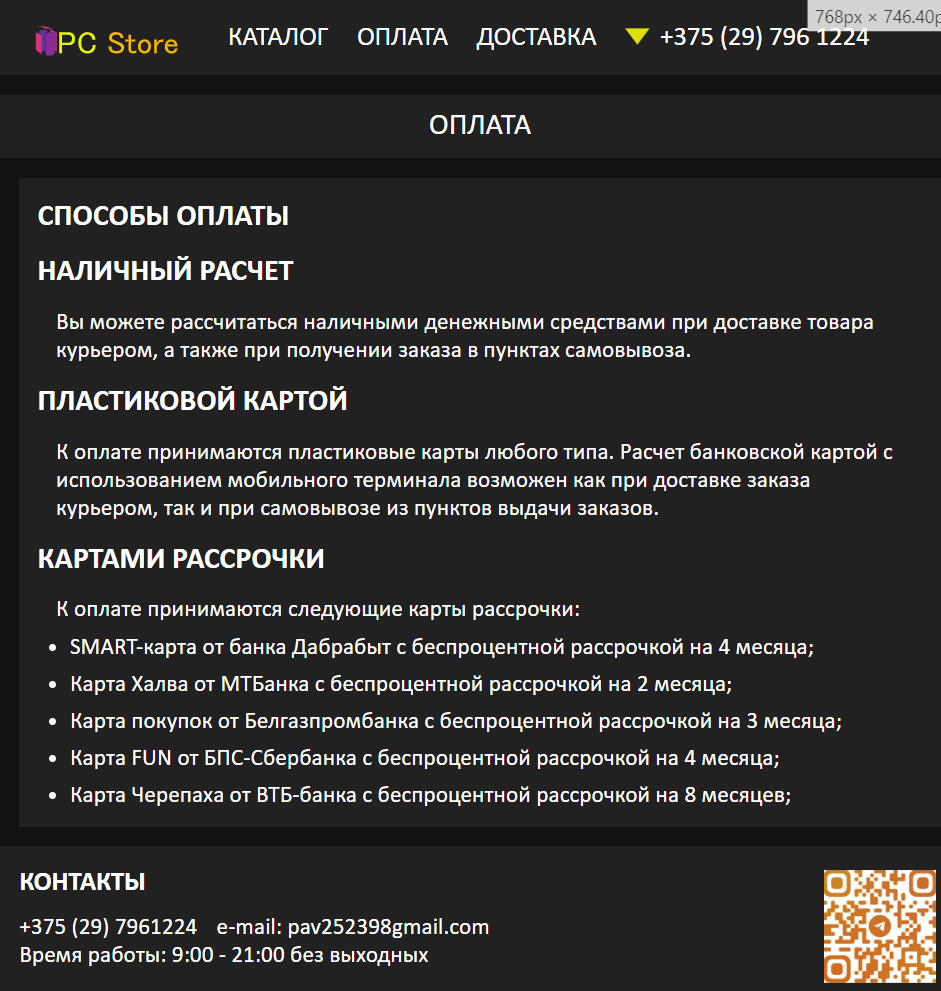 PC Store
КАТАЛОГ ОПЛАТА ДОСТАВКА +375 (29) 796 1224
768px × 746.40p
ОПЛАТА
СПОСОБЫ ОПЛАТЫ
НАЛИЧНЫЙ РАСЧЕТ
Вы можете рассчитаться наличными денежными средствами при доставке товара
курьером, а также при получении заказа в пунктах самовывоза.
ПЛАСТИКОВОЙ КАРТОЙ
К оплате принимаются пластиковые карты любого типа. Расчет банковской картой с
использованием мобильного терминала возможен как при доставке заказа
курьером, так и при самовывозе из пунктов выдачи заказов.
КАРТАМИ РАССРОЧКИ
К оплате принимаются следующие карты рассрочки:
• SMART-карта от банка Дабрабыт с беспроцентной рассрочкой на 4 месяца;
• Карта Халва от МТБанка с беспроцентной рассрочкой на 2 месяца;
• Карта покупок от Белгазпромбанка с беспроцентной рассрочкой на 3 месяца;
• Карта FUN от БПС-Сбербанка с беспроцентной рассрочкой на 4 месяца;
• Карта Черепаха от ВТБ-банка с беспроцентной рассрочкой на 8 месяцев;
КОНТАКТЫ
+375 (29) 7961224 e-mail: pav252398gmail.com
Время работы: 9:00 - 21:00 без выходных